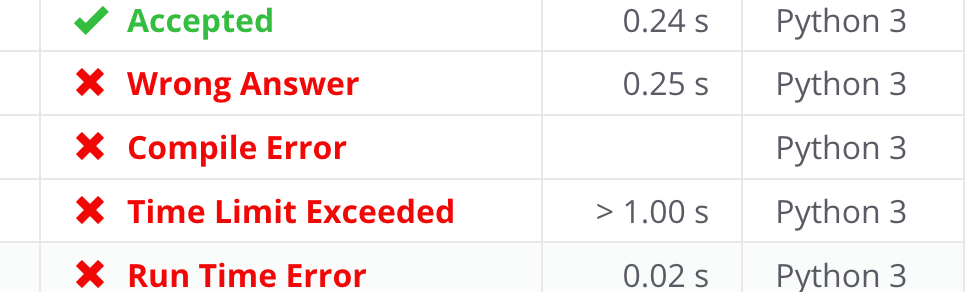 Accepted 0.24 s Python 3
Wrong Answer 0.25 s Python 3
Compile Error Python 3
Time Limit Exceeded > 1.00 s Python 3
Run Time Error 0.02 s Python 3